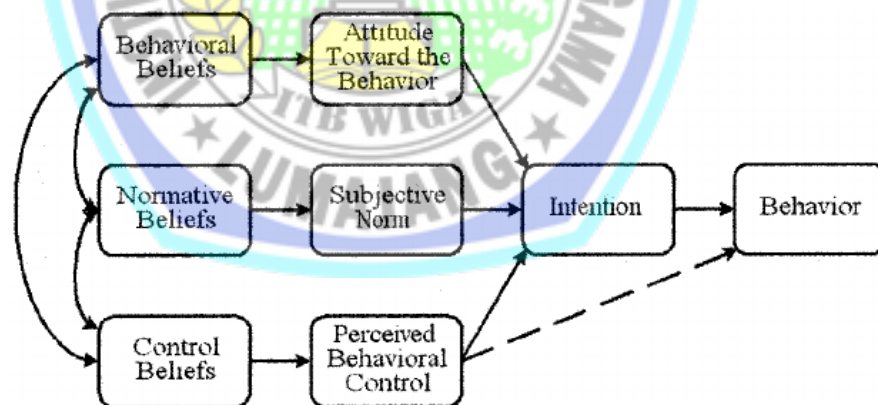 Behavioral
Beliefs
Attitude
Toward the
Behavior
Normative
Beliefs
Subjective
Norm
Intention
Behavior
Control
Beliefs
Perceived
Behavioral
Control
ITB WIGA
LUMAJANG
GAMA